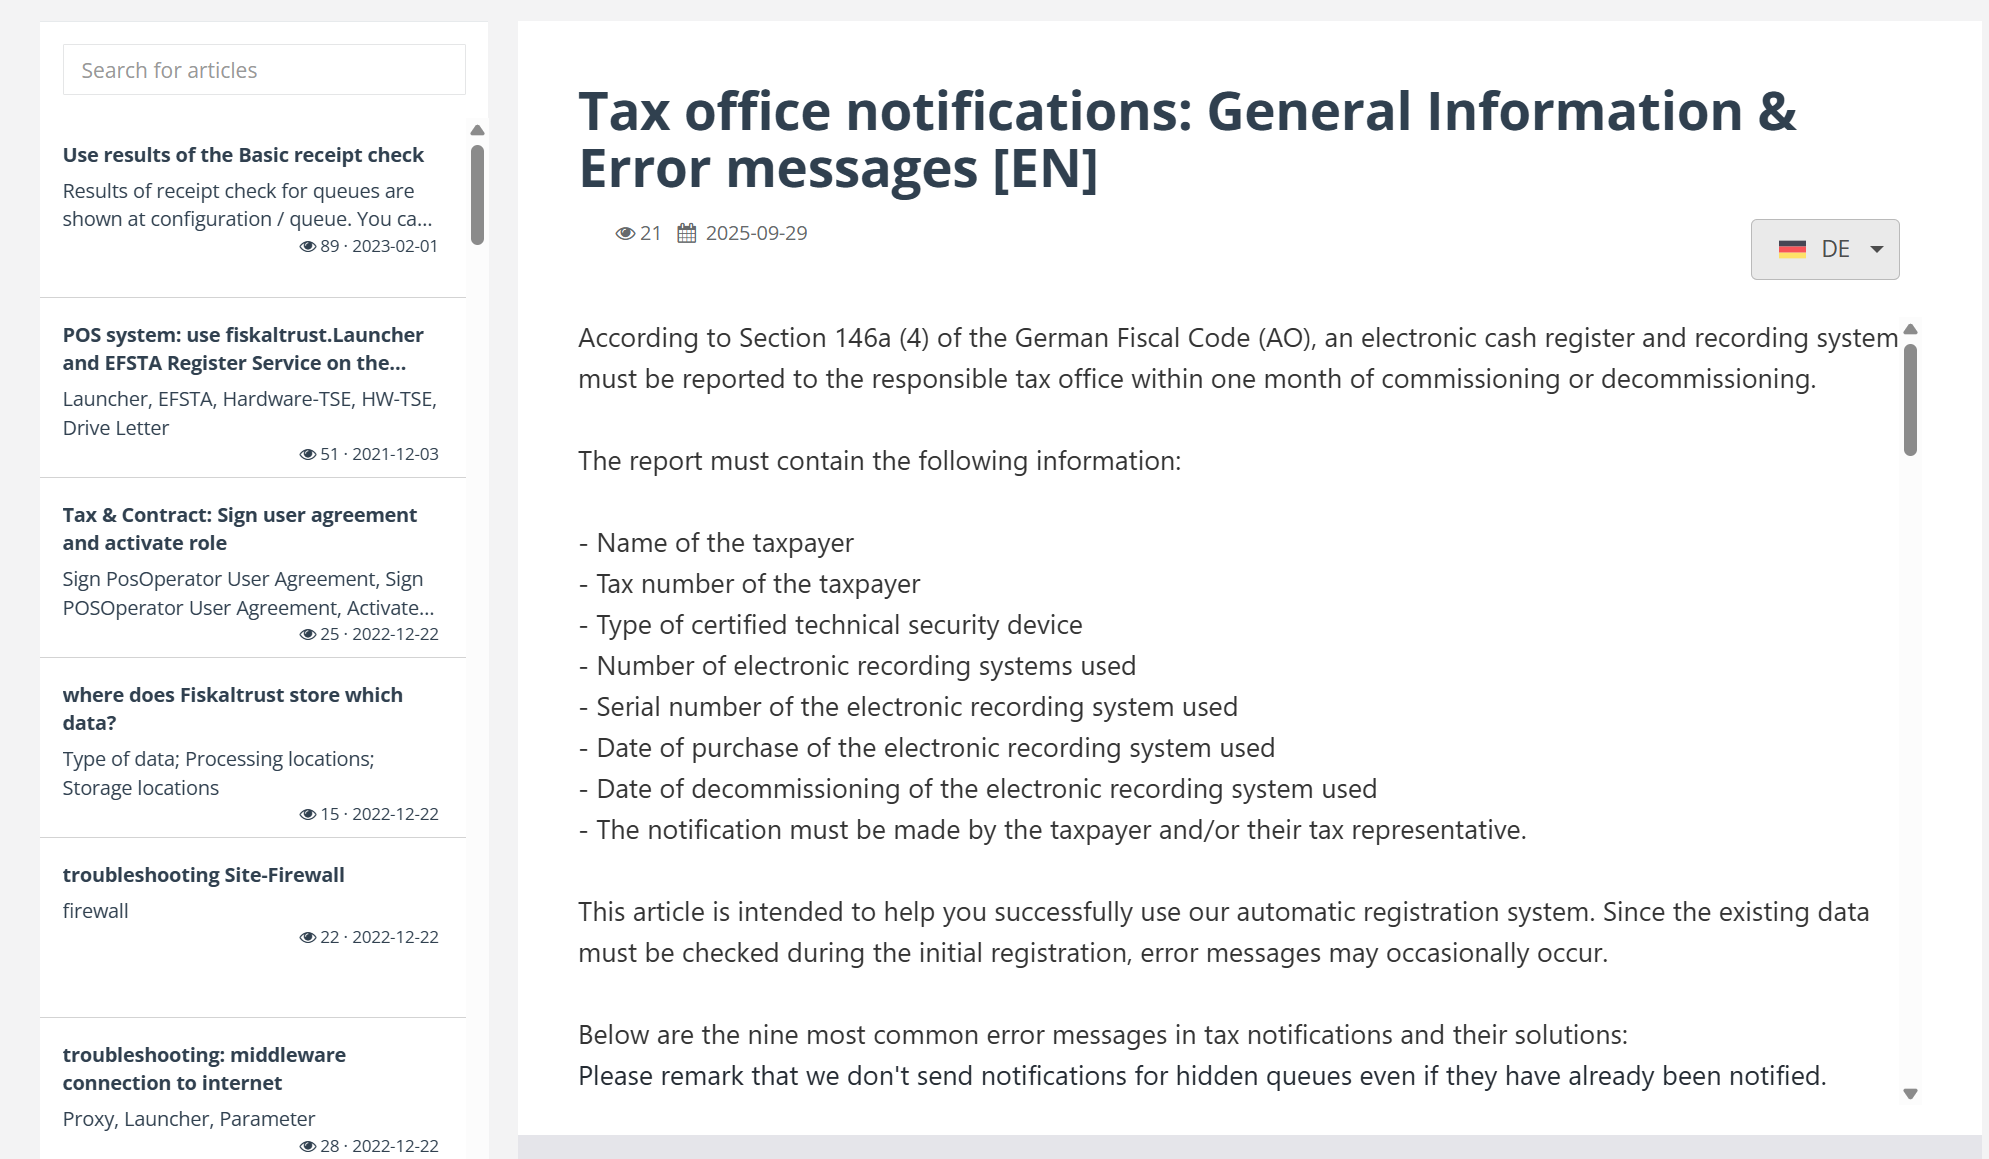 Search for articles
Use results of the Basic receipt check
Results of receipt check for queues are
shown at configuration / queue. You ca...
89 · 2023-02-01
POS system: use fiskaltrust.Launcher
and EFSTA Register Service on the...
Launcher, EFSTA, Hardware-TSE, HW-TSE,
Drive Letter
51 · 2021-12-03
Tax & Contract: Sign user agreement
and activate role
Sign PosOperator User Agreement, Sign
POSOperator User Agreement, Activate...
25 · 2022-12-22
where does Fiskaltrust store which
data?
Type of data; Processing locations;
Storage locations
15 · 2022-12-22
troubleshooting Site-Firewall
firewall
22 · 2022-12-22
troubleshooting: middleware
connection to internet
Proxy, Launcher, Parameter
28 · 2022-12-22
Tax office notifications: General Information &
Error messages [EN]
21 2025-09-29
DE
According to Section 146a (4) of the German Fiscal Code (AO), an electronic cash register and recording system
must be reported to the responsible tax office within one month of commissioning or decommissioning.
The report must contain the following information:
- Name of the taxpayer
- Tax number of the taxpayer
- Type of certified technical security device
- Number of electronic recording systems used
- Serial number of the electronic recording system used
- Date of purchase of the electronic recording system used
- Date of decommissioning of the electronic recording system used
- The notification must be made by the taxpayer and/or their tax representative.
This article is intended to help you successfully use our automatic registration system. Since the existing data
must be checked during the initial registration, error messages may occasionally occur.
Below are the nine most common error messages in tax notifications and their solutions:
Please remark that we don't send notifications for hidden queues even if they have already been notified.